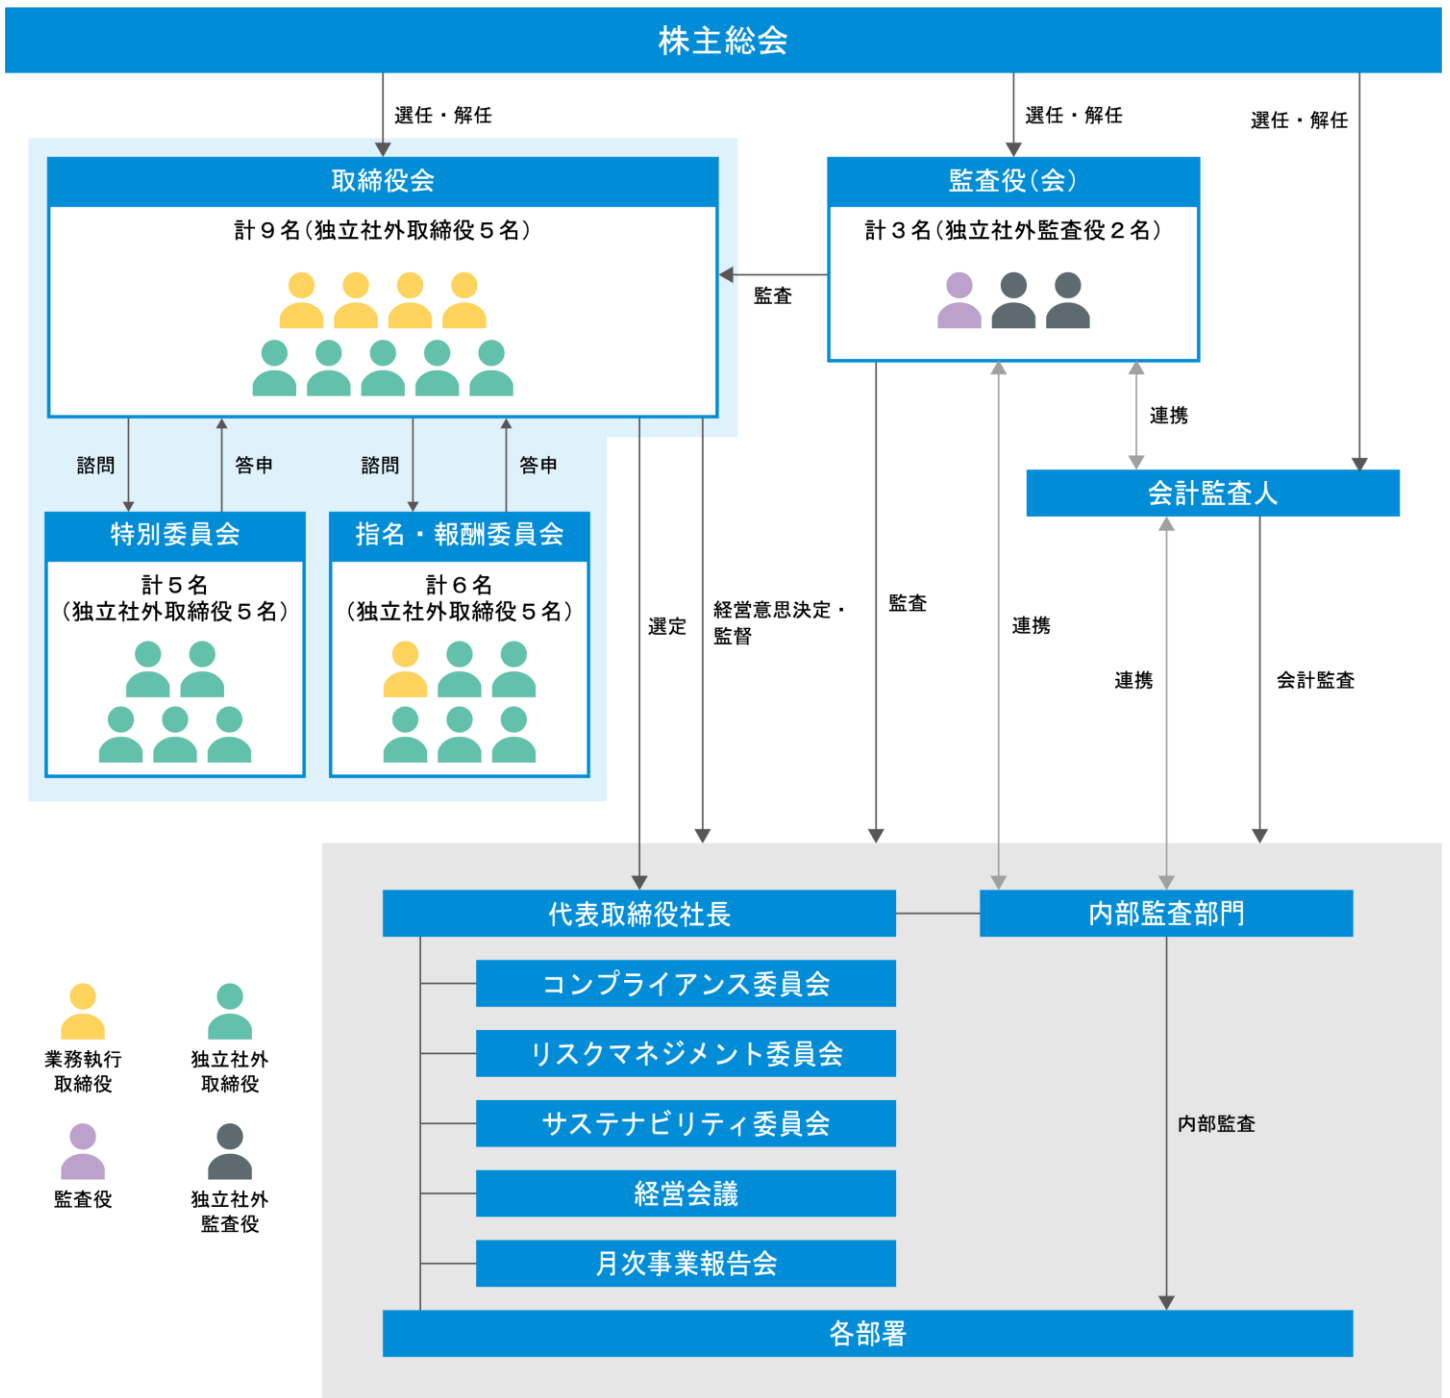 株主総会
選任・解任
選任・解任
選任・解任
取締役会
計９名（独立社外取締役５名）
監査役（会）
計３名（独立社外監査役２名）
監査
連携
諮問
答申
諮問
答申
会計監査人
特別委員会
計５名
（独立社外取締役５名）
指名・報酬委員会
計６名
（独立社外取締役５名）
選定
経営意思決定・
監督
監査
連携
連携
会計監査
代表取締役社長
内部監査部門
コンプライアンス委員会
リスクマネジメント委員会
サステナビリティ委員会
経営会議
月次事業報告会
内部監査
各部署
業務執行
取締役
独立社外
取締役
監査役
独立社外
監査役